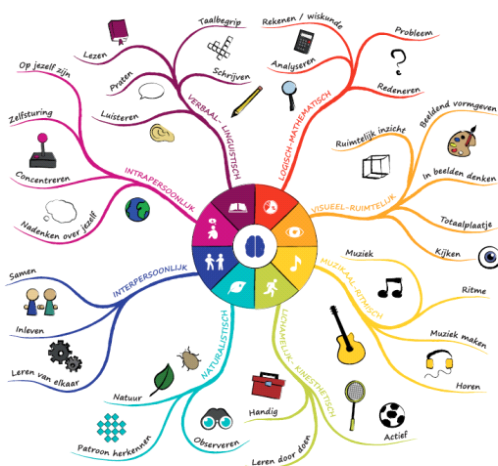 Taalbegrip
Lezen
Praten
Schrijven
Luisteren
VERBAAL- LINGUISTISCH
Rekenen / wiskunde
Probleem
Analyseren
Redeneren
LOGISCH-MATHEMATISCH
Beeldend vormgeven
Ruimtelijk inzicht
In beelden denken
Totaalplaatje
Kijken
VISUEEL-RUIMTELIJK
Muziek
Ritme
Muziek maken
Horen
MUZIKAAL-RITMISCH
Handig
Leren door doen
Actief
LICHAMELIJK - KINESTHETISCH
Natuur
Patroon herkennen
Observeren
NATURALISTISCH
Samen
Inleven
Leren van elkaar
INTERPERSOONLIJK
Op jezelf zijn
Zelfsturing
Concentreren
Nadenken over jezelf
INTRAPERSOONLIJK